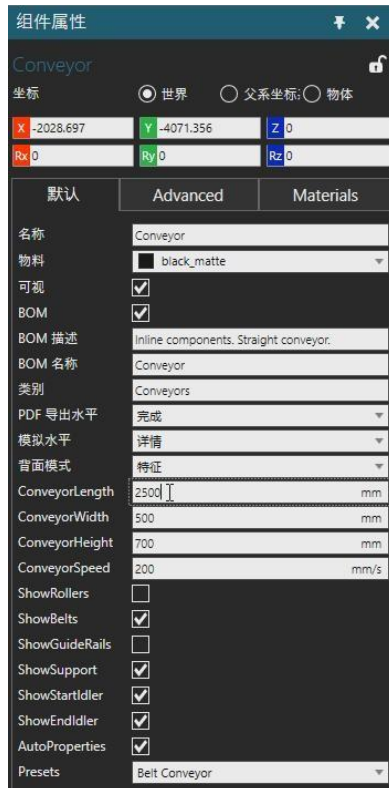 组件属性
Conveyor
坐标 世界 父系坐标: 物体
X -2028.697 Y -4071.356 Z 0
Rx 0 Ry 0 Rz 0
默认 Advanced Materials
名称 Conveyor
物料 black_matte
可视
BOM
BOM 描述 Inline components. Straight conveyor.
BOM 名称 Conveyor
类别 Conveyors
PDF 导出水平 完成
模拟水平 详情
背面模式 特征
ConveyorLength 2500 mm
ConveyorWidth 500 mm
ConveyorHeight 700 mm
ConveyorSpeed 200 mm/s
ShowRollers
ShowBelts
ShowGuideRails
ShowSupport
ShowStartIdler
ShowEndIdler
AutoProperties
Presets Belt Conveyor